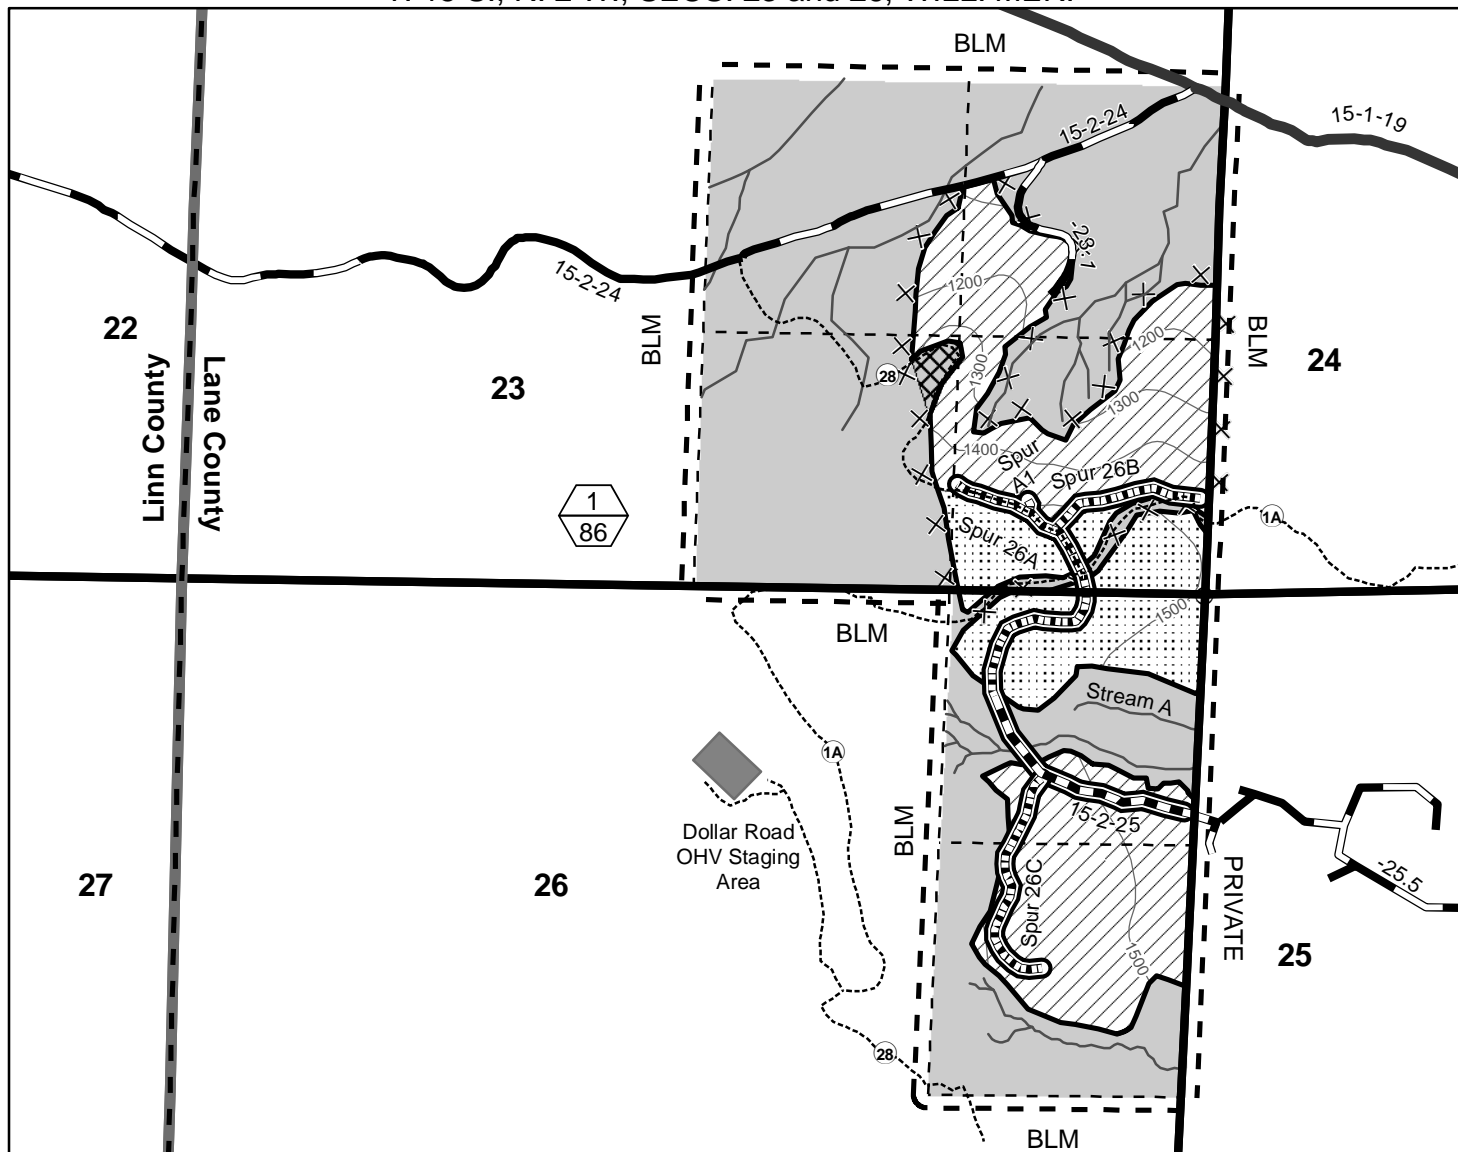 BLM
15-1-19
15-2-24
-23.1
15-2-24
1200
22
BLM
BLM
24
1200
23
28
1300
1300
Linn County
Lane County
1400
Spur
A1
Spur 26B
1
86
Spur 26A
1A
1500
BLM
Stream A
1A
BLM
15-2-25
Dollar Road
OHV Staging
Area
27
26
Spur 26C
PRIVATE
-25.5
25
1500
28
BLM